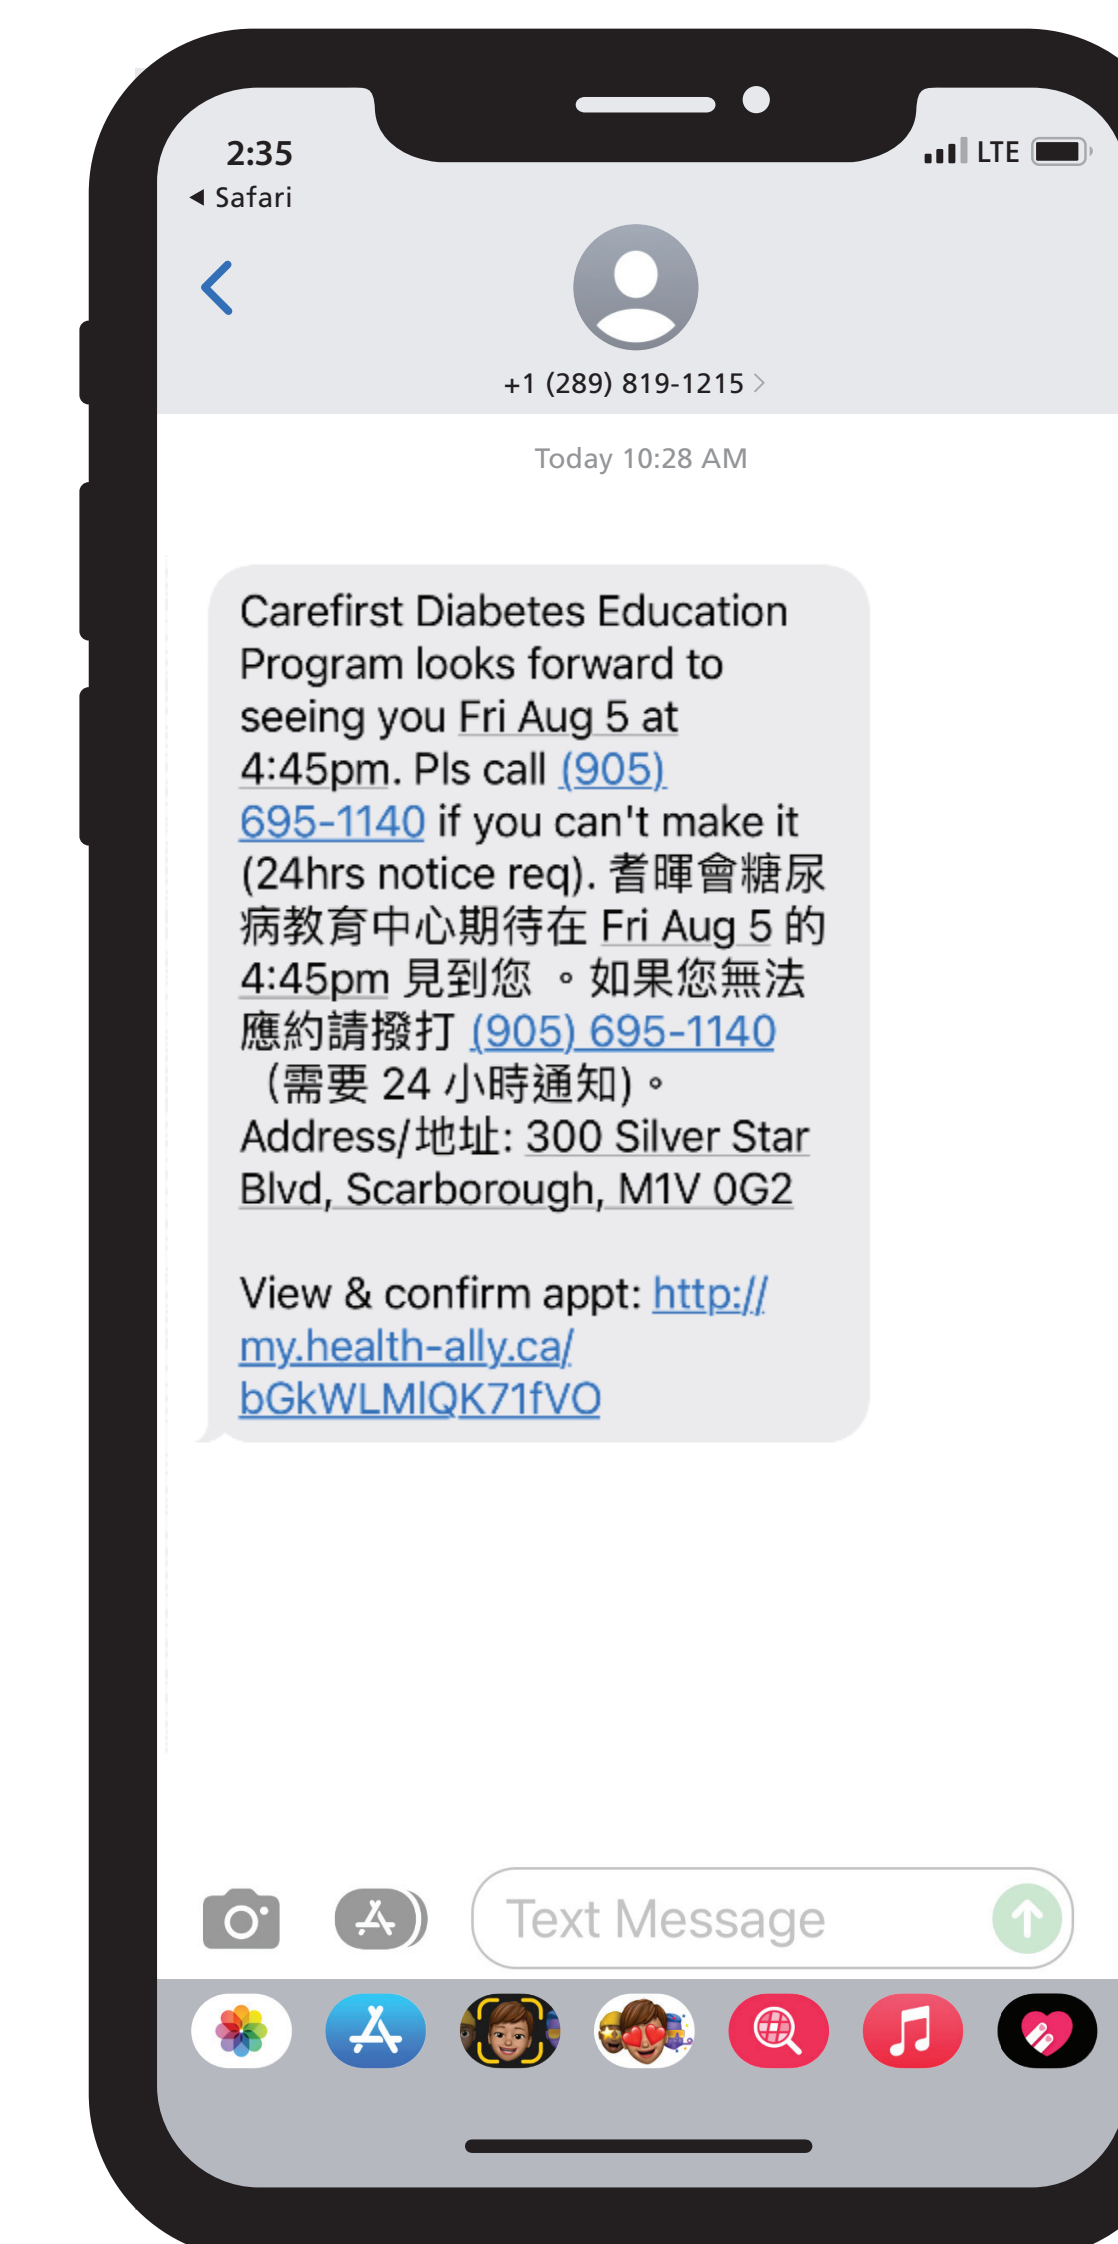 2:35
LTE
Safari
+1 (289) 819-1215
Today 10:28 AM
Carefirst Diabetes Education
Program looks forward to
seeing you Fri Aug 5 at
4:45pm. Pls call (905)
695-1140 if you can't make it
(24hrs notice req). 耆暉會糖尿
病教育中心期待在 Fri Aug 5 的
4:45pm 見到您 。如果您無法
應約請撥打 (905) 695-1140
（需要 24 小時通知)。
Address/地址: 300 Silver Star
Blvd, Scarborough, M1V 0G2
View & confirm appt: http://
my.health-ally.ca/
bGkWLMlQK71fVO
Text Message